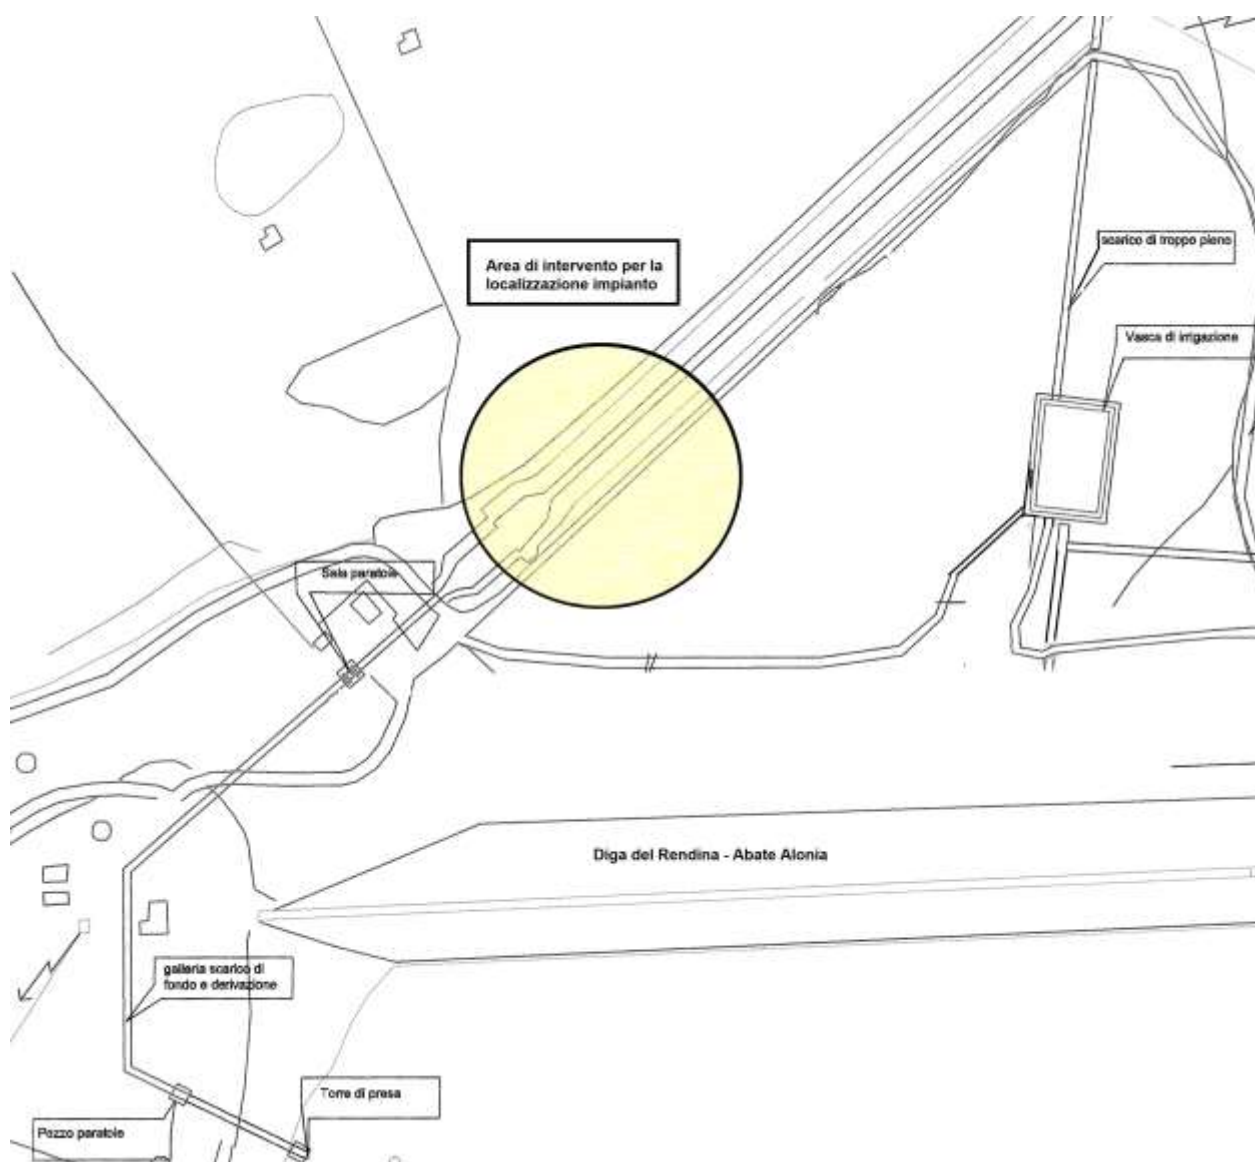 Area di intervento per la
localizzazione impianto
scarico di troppo pieno
Vasca di irrigazione
Sala paratoie
Diga del Rendina - Abate Alonia
galleria scarico di
fondo e derivazione
Torre di presa
Pozzo paratoie